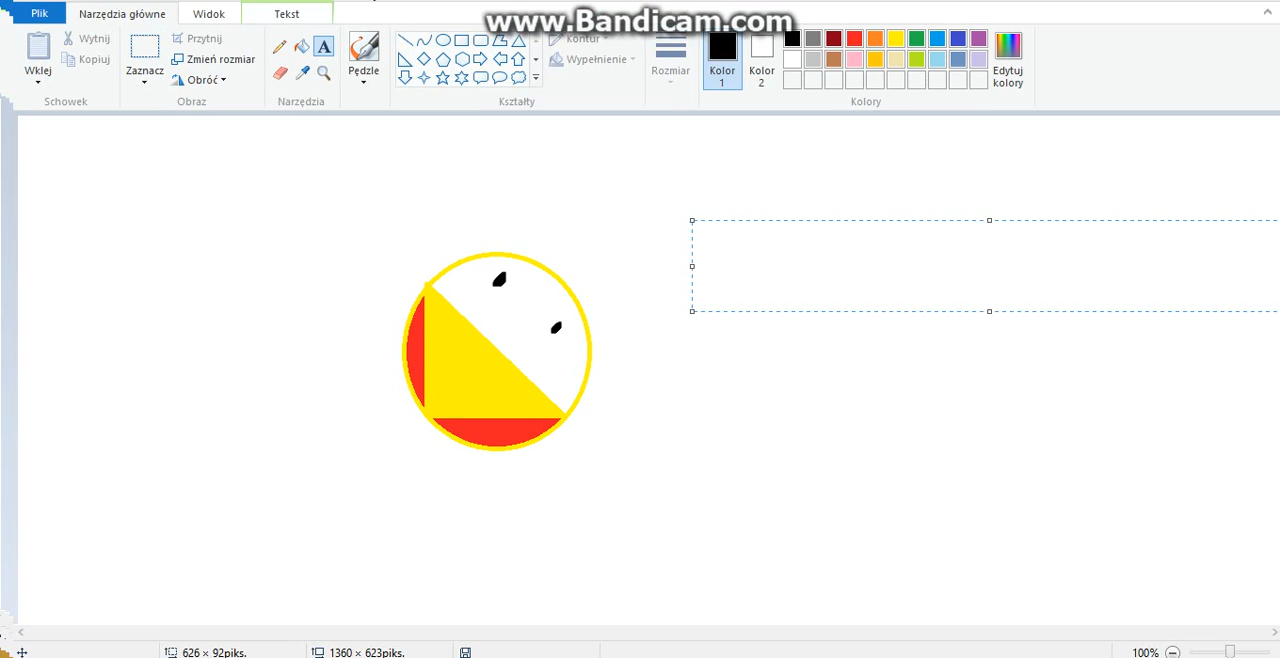 www.Bandicam.com
Plik Narzędzia główne Widok Tekst
Wklej
Wytnij
Kopiuj
Schowek
Zaznacz
Przytnij
Zmień rozmiar
Obróć
Obraz
A
Narzędzia
Pędzle
Kształty
Kontur
Wypełnienie
Rozmiar
Kolor
1
Kolor
2
Edytuj
kolory
Kolory
626 × 92piks. 1360 × 623piks. 100%